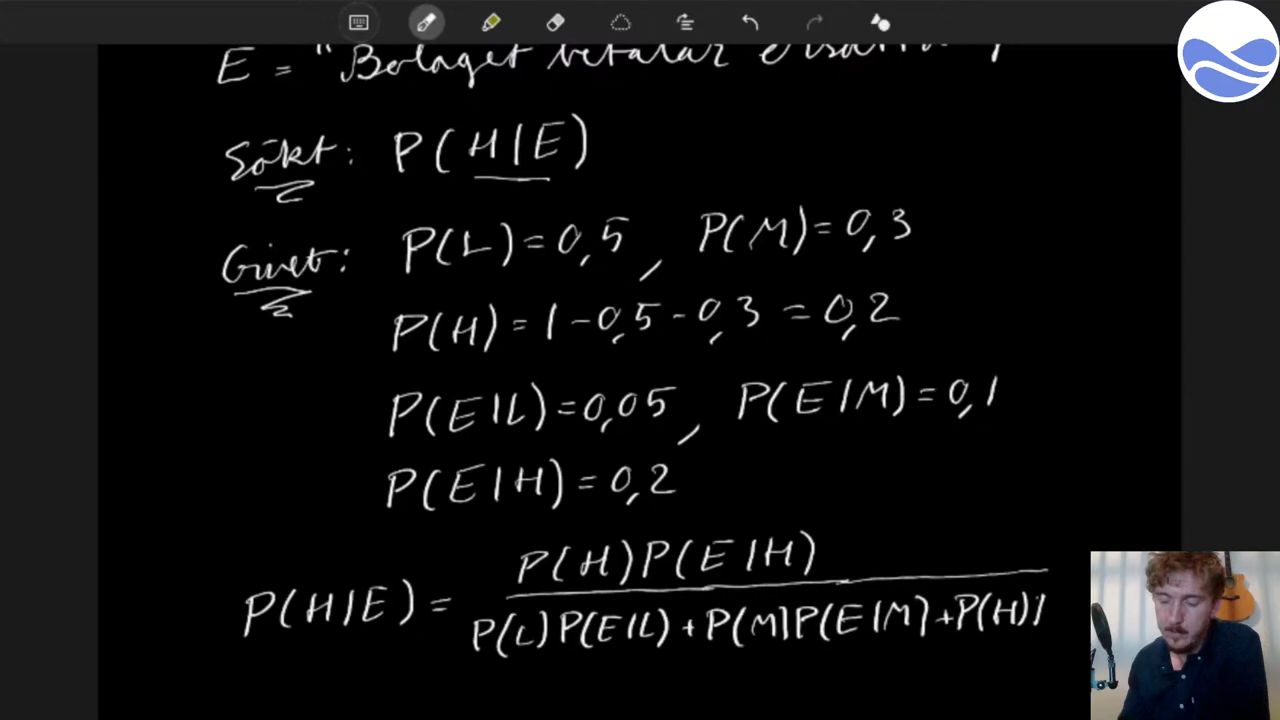 E = "Bolaget betalar
Sökt: P(H|E)
Givet: P(L) = 0,5, P(M) = 0,3
P(H) = 1 - 0,5 - 0,3 = 0,2
P(E|L) = 0,05, P(E|M) = 0,1
P(E|H) = 0,2
P(H)P(E|H)
P(H|E) =
P(L)P(E|L) + P(M)P(E|M) + P(H)